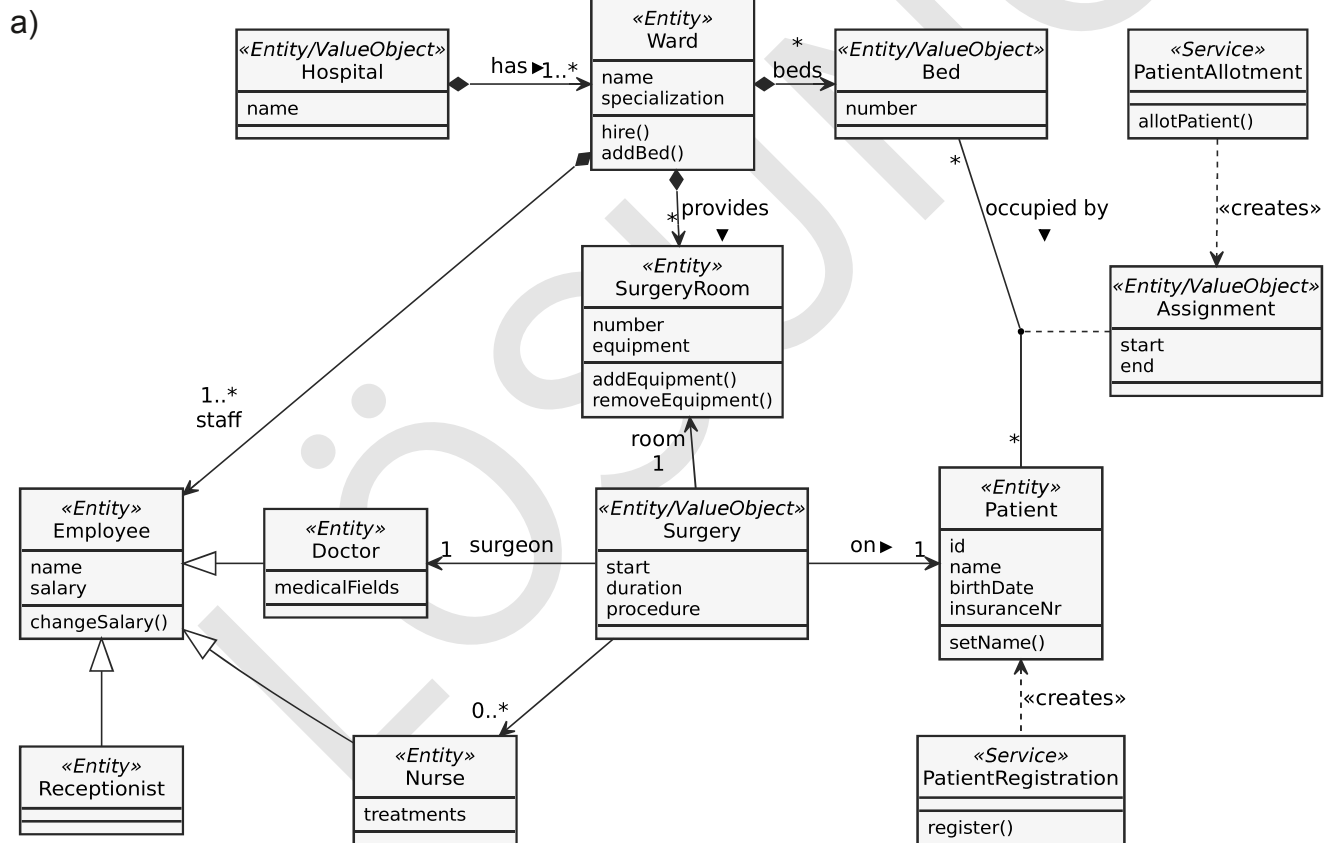 a)
«Entity»
Ward
name
specialization
hire()
addBed()
«Entity/ValueObject»
Hospital
name
has ▶
1..*
*
beds
«Entity/ValueObject»
Bed
number
«Service»
PatientAllotment
allotPatient()
*
provides
▼
*
occupied by
▼
«creates»
«Entity»
SurgeryRoom
number
equipment
addEquipment()
removeEquipment()
«Entity/ValueObject»
Assignment
start
end
1..*
staff
room
1
*
«Entity»
Employee
name
salary
changeSalary()
«Entity»
Doctor
medicalFields
1
surgeon
«Entity/ValueObject»
Surgery
start
duration
procedure
on ▶
1
«Entity»
Patient
id
name
birthDate
insuranceNr
setName()
0..*
«creates»
«Entity»
Receptionist
«Entity»
Nurse
treatments
«Service»
PatientRegistration
register()
LÖSUNG